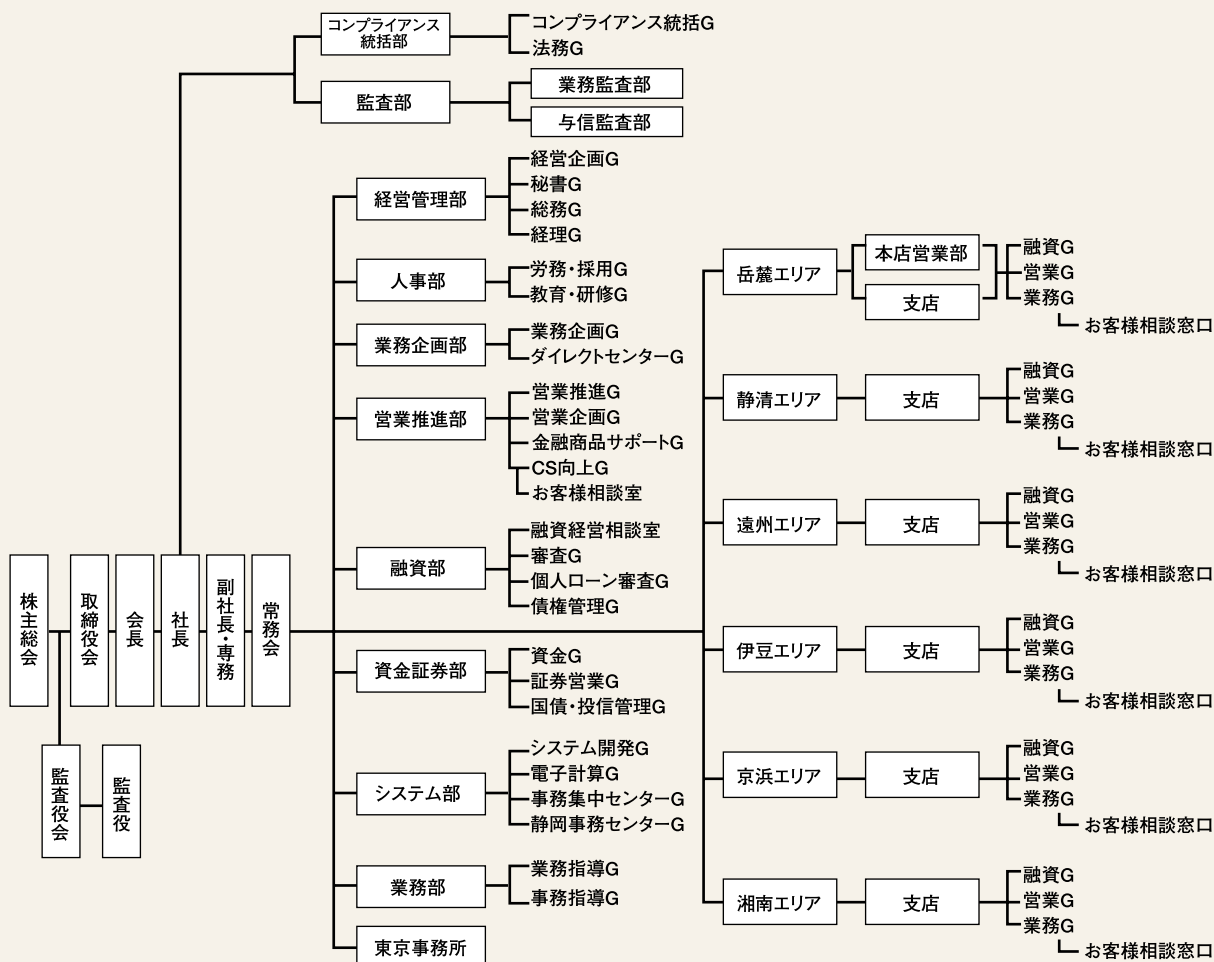 コンプライアンス
統括部
コンプライアンス統括G
法務G
監査部
業務監査部
与信監査部
経営管理部
経営企画G
秘書G
総務G
経理G
人事部
労務・採用G
教育・研修G
業務企画部
業務企画G
ダイレクトセンターG
営業推進部
営業推進G
営業企画G
金融商品サポートG
CS向上G
お客様相談室
融資部
融資経営相談室
審査G
個人ローン審査G
債権管理G
株主総会
取締役会
会長
社長
副社長・専務
常務会
監査役会
監査役
資金証券部
資金G
証券営業G
国債・投信管理G
システム部
システム開発G
電子計算G
事務集中センターG
静岡事務センターG
業務部
業務指導G
事務指導G
東京事務所
岳麓エリア
本店営業部
支店
融資G
営業G
業務G
お客様相談窓口
静清エリア
支店
融資G
営業G
業務G
お客様相談窓口
遠州エリア
支店
融資G
営業G
業務G
お客様相談窓口
伊豆エリア
支店
融資G
営業G
業務G
お客様相談窓口
京浜エリア
支店
融資G
営業G
業務G
お客様相談窓口
湘南エリア
支店
融資G
営業G
業務G
お客様相談窓口